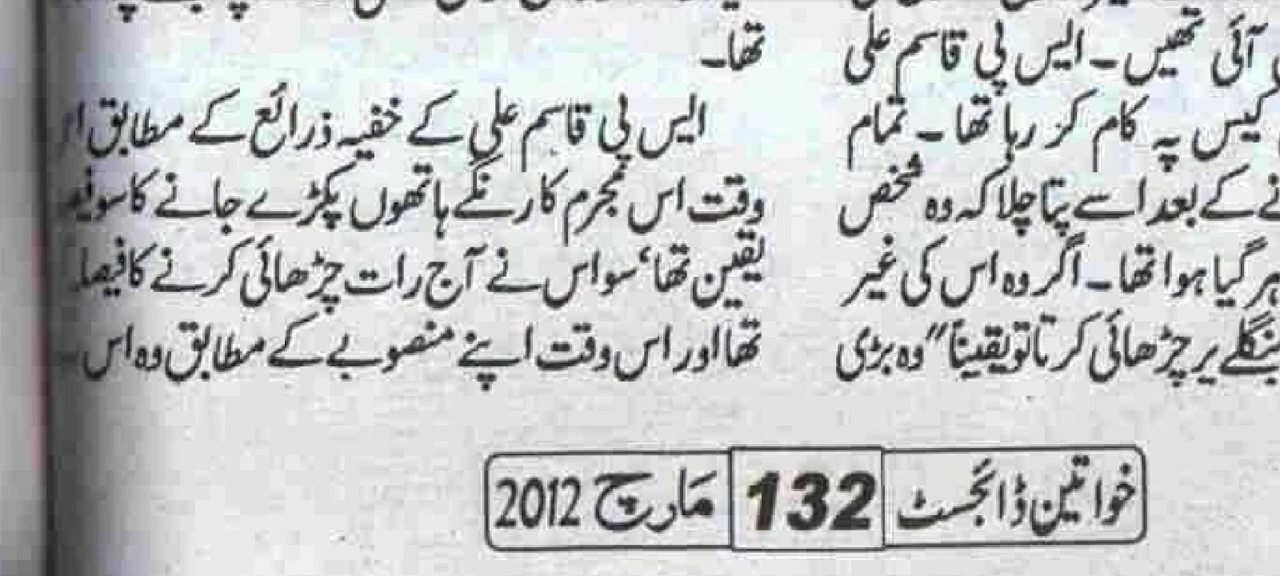 آئی تھیں۔ ایس پی قاسم علی
کیس پہ کام کر رہا تھا۔ تمام
نے کے بعد اسے پتا چلا کہ وہ شخص
ہر گیا ہوا تھا۔ اگر وہ اس کی غیر
بنگلے پر چڑھائی کرتا تو یقیناً" وہ بڑی
تھا۔
ایس پی قاسم علی کے خفیہ ذرائع کے مطابق
وقت اس مجرم کا رنگے ہاتھوں پکڑے جانے کا سوفیصد
یقین تھا‘ سو اس نے آج رات چڑھائی کرنے کا فیصلہ
تھا اور اس وقت اپنے منصوبے کے مطابق وہ اس
خواتین ڈائجسٹ 132 مارچ 2012